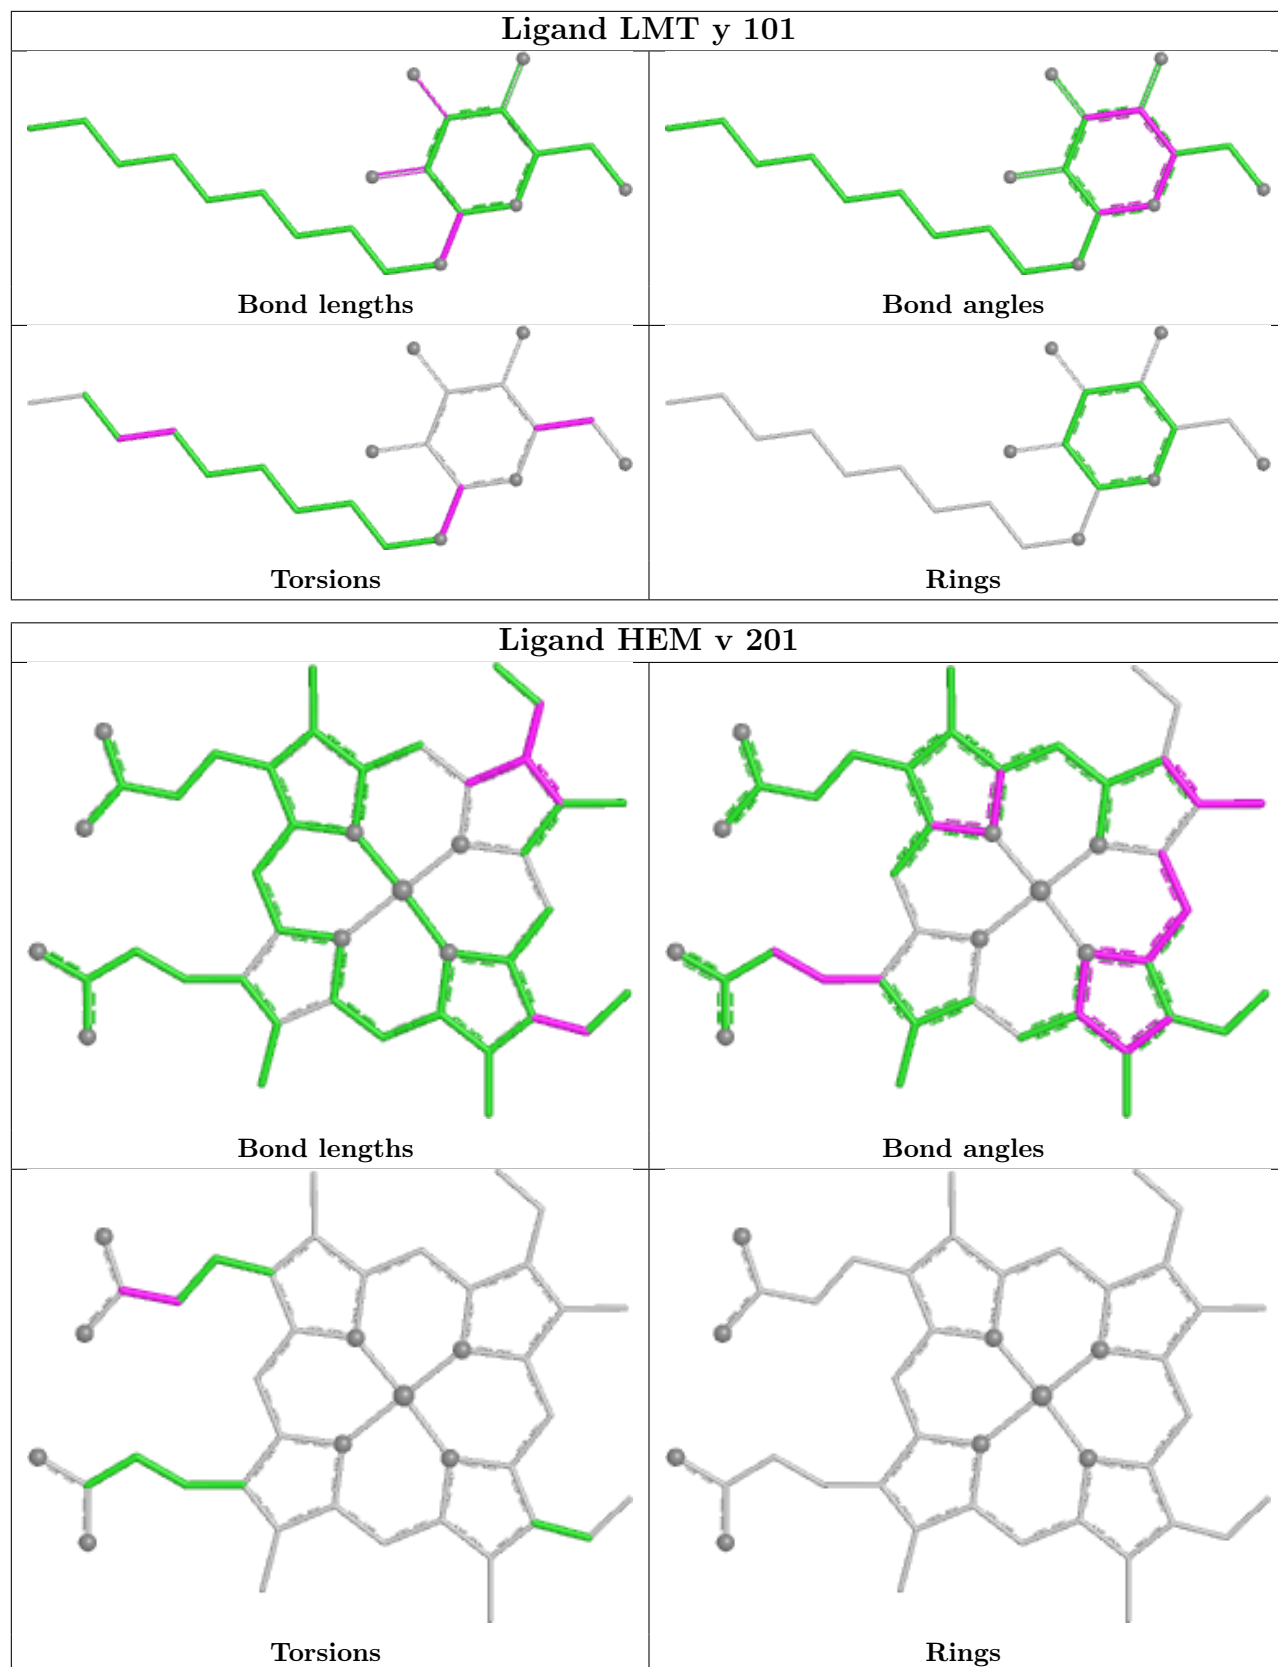 Ligand LMT y 101
Bond lengths
Bond angles
Torsions
Rings
Ligand HEM v 201
Bond lengths
Bond angles
Torsions
Rings